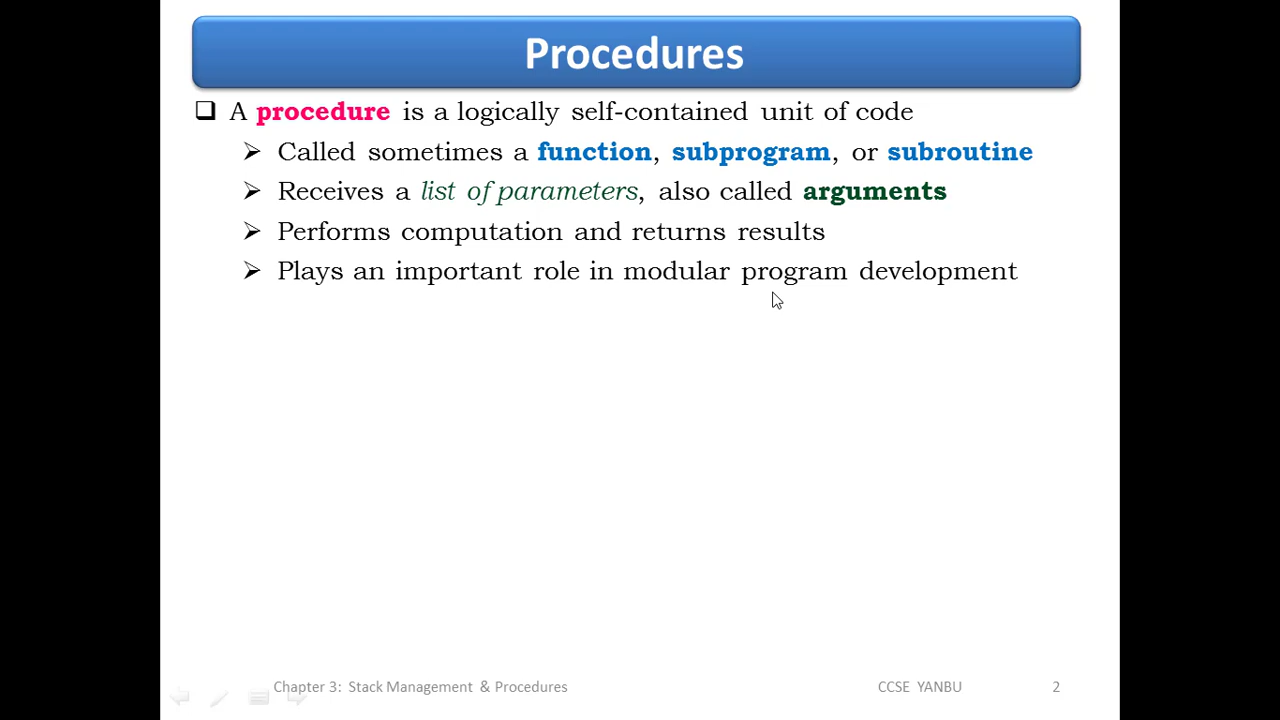 Procedures
A procedure is a logically self-contained unit of code
Called sometimes a function, subprogram, or subroutine
Receives a list of parameters, also called arguments
Performs computation and returns results
Plays an important role in modular program development
Chapter 3: Stack Management & Procedures CCSE YANBU 2